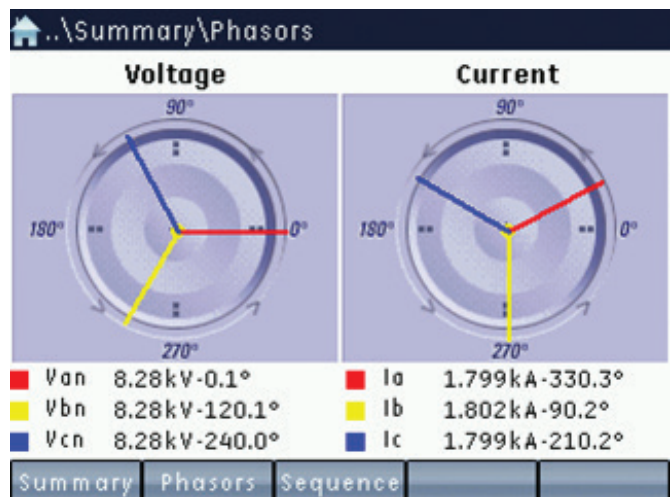 ..\Summary\Phasors
Voltage
90°
180°
0°
270°
Van 8.28kV-0.1°
Vbn 8.28kV-120.1°
Vcn 8.28kV-240.0°
Current
90°
180°
0°
270°
Ia 1.799kA-330.3°
Ib 1.802kA-90.2°
Ic 1.799kA-210.2°
Summary Phasors Sequence